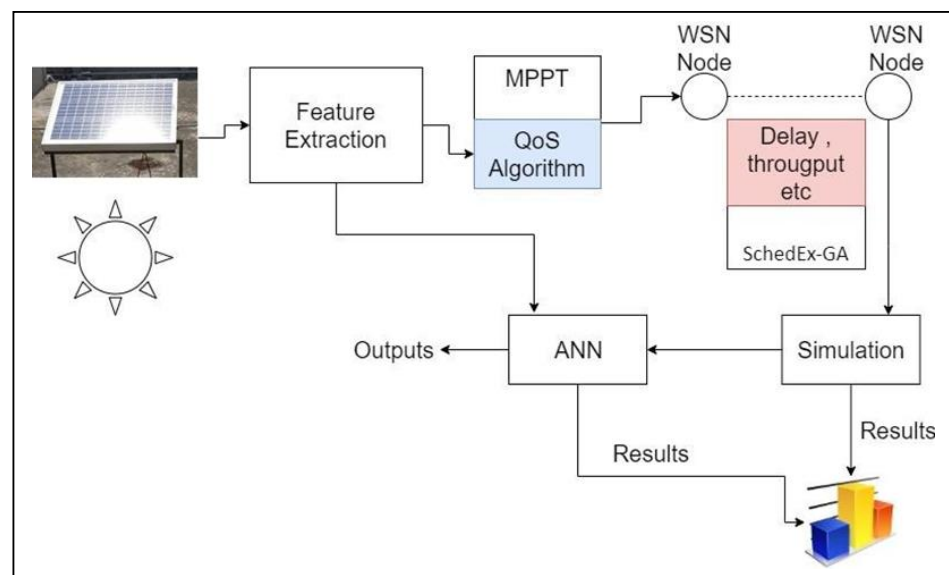 WSN
Node
WSN
Node
MPPT
Feature
Extraction
QoS
Algorithm
Delay ,
througput
etc
SchedEx-GA
Outputs
ANN
Simulation
Results
Results